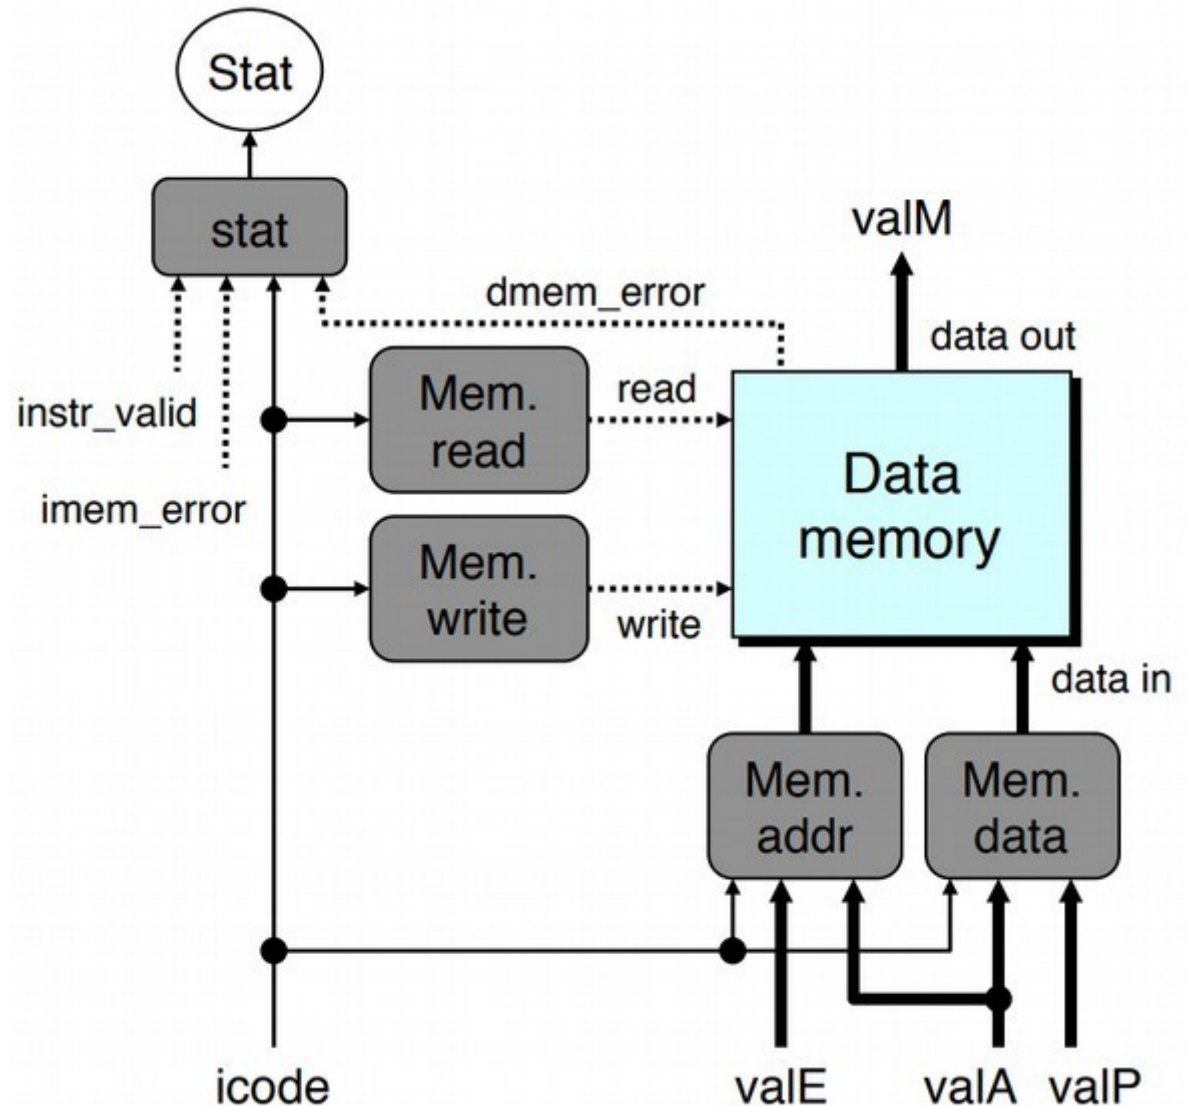 Stat
stat
valM
dmem_error
data out
instr_valid
Mem.
read
read
Data
memory
imem_error
Mem.
write
write
data in
Mem.
addr
Mem.
data
icode
valE
valA
valP